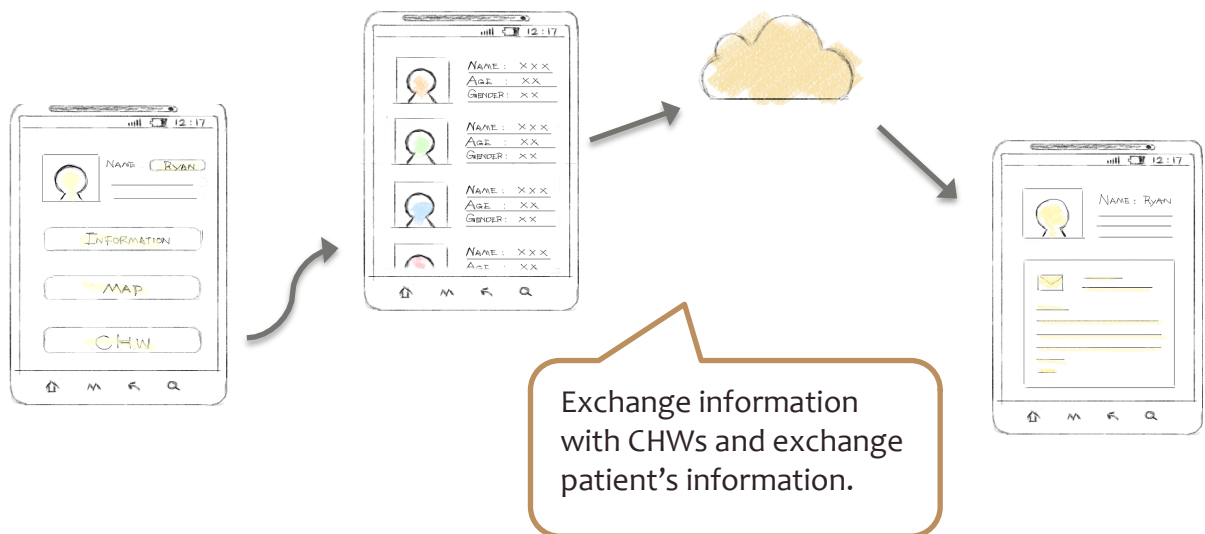 12:17
NAME RYAN
INFORMATION
MAP
CHW
12:17
NAME: XXX
AGE: XX
GENDER: XX
NAME: XXX
AGE: XX
GENDER: XX
NAME: XXX
AGE: XX
GENDER: XX
NAME: XXX
AGE: XX
12:17
NAME: RYAN
Exchange information
with CHWs and exchange
patient’s information.